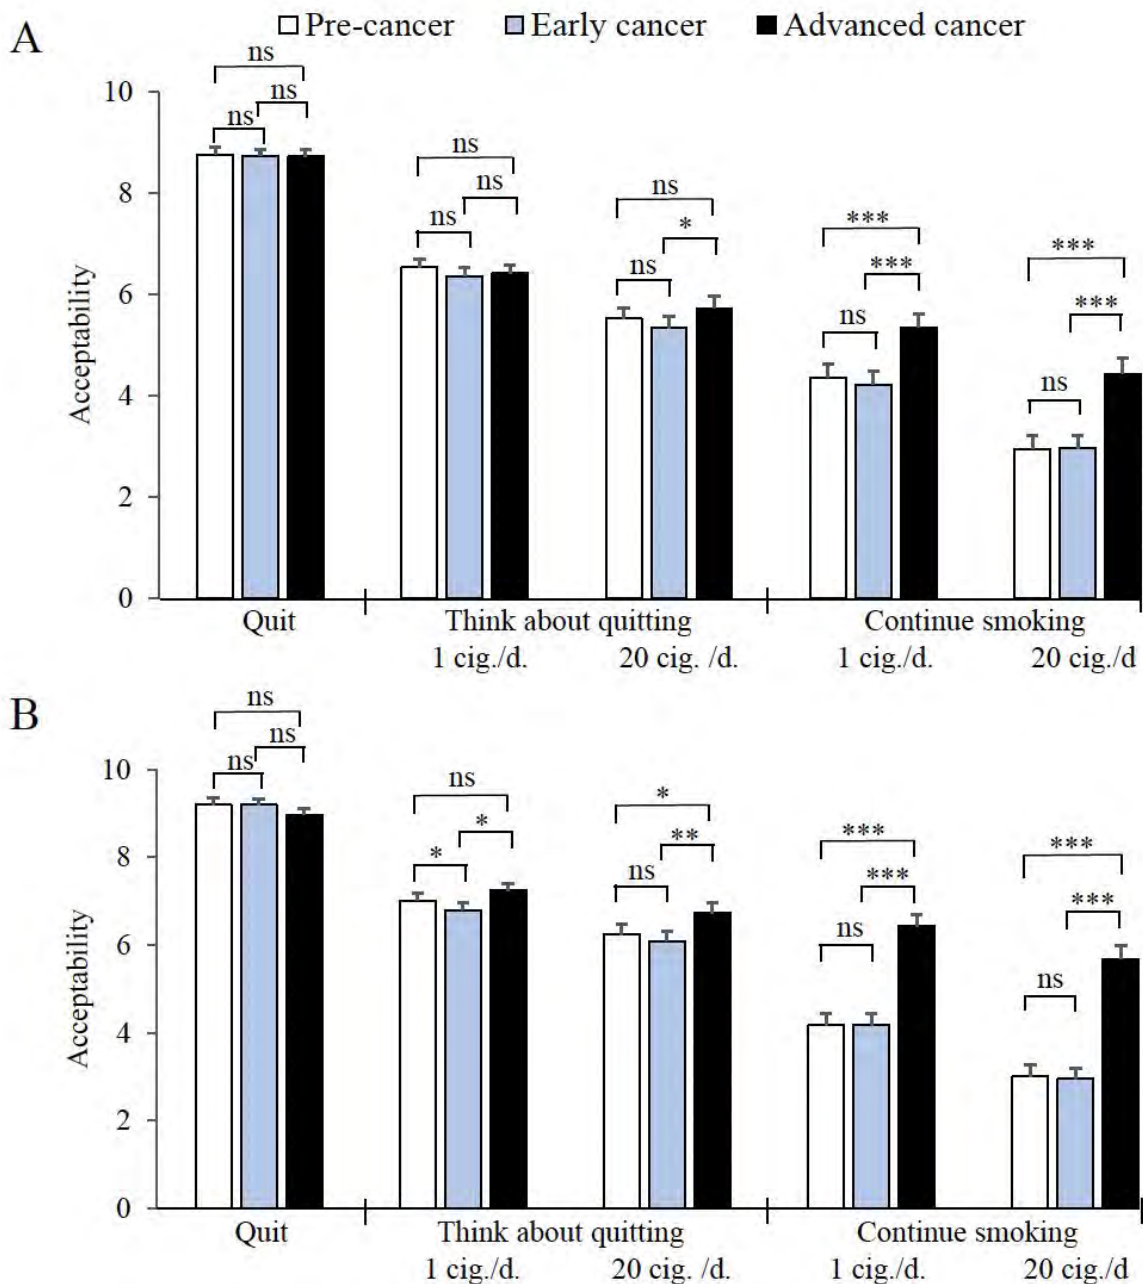 A
Pre-cancer Early cancer Advanced cancer
ns
ns
ns
ns
ns
ns
ns
*
ns
***
***
ns
***
***
ns
10
8
6
4
2
0
Acceptability
Quit Think about quitting Continue smoking
1 cig./d. 20 cig. /d. 1 cig./d. 20 cig./d
B
ns
ns
ns
ns
*
*
*
**
ns
***
***
ns
***
***
ns
10
8
6
4
2
0
Acceptability
Quit Think about quitting Continue smoking
1 cig./d. 20 cig. /d. 1 cig./d. 20 cig./d